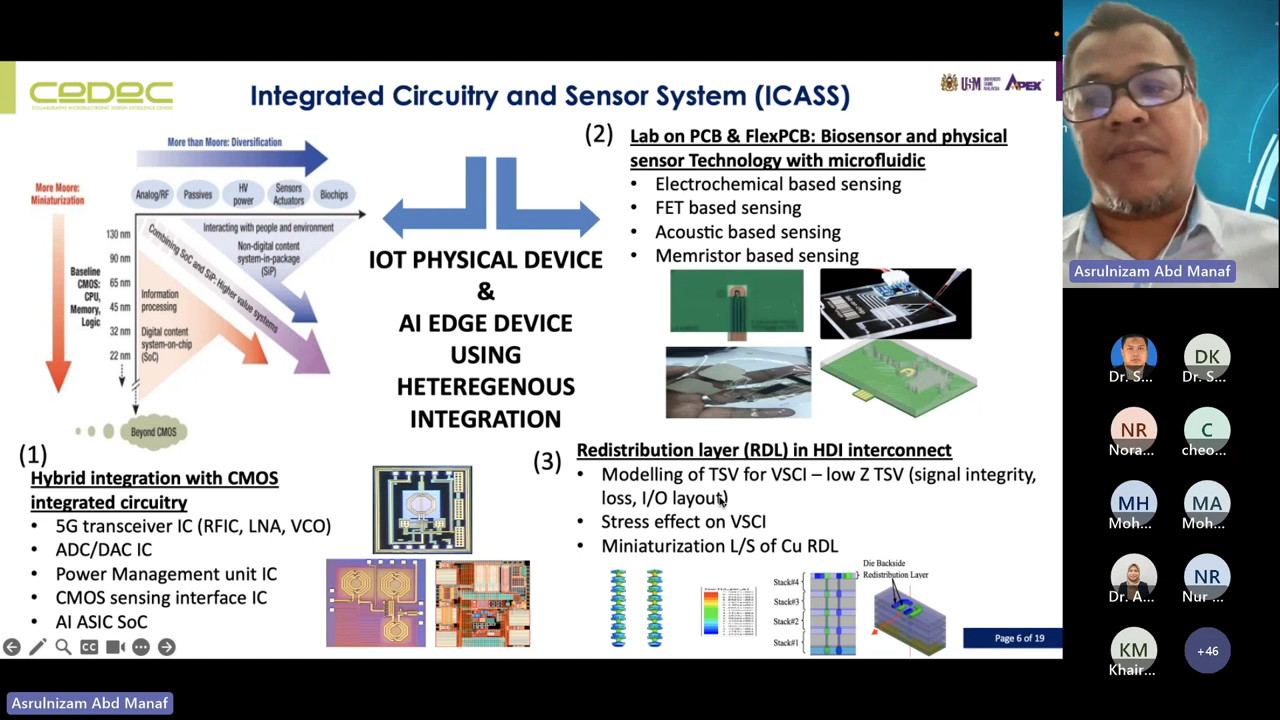 CEDEC
COLLABORATIVE MICROELECTRONIC DESIGN EXCELLENCE CENTRE
Integrated Circuitry and Sensor System (ICASS)
USM
UNIVERSITI
SAINS
MALAYSIA
APEX
More than Moore: Diversification
More Moore:
Miniaturization
Analog/RF
Passives
HV
power
Sensors
Actuators
Biochips
130 nm
90 nm
65 nm
45 nm
32 nm
22 nm
Baseline
CMOS:
CPU,
Memory,
Logic
Interacting with people and environment
Non-digital content
system-in-package
(SiP)
Combining SoC and SiP: Higher value systems
Information
processing
Digital content
system-on-chip
(SoC)
Beyond CMOS
IOT PHYSICAL DEVICE
&
AI EDGE DEVICE
USING
HETEREGENOUS
INTEGRATION
(2)
Lab on PCB & FlexPCB: Biosensor and physical
sensor Technology with microfluidic
• Electrochemical based sensing
• FET based sensing
• Acoustic based sensing
• Memristor based sensing
(1)
Hybrid integration with CMOS
integrated circuitry
• 5G transceiver IC (RFIC, LNA, VCO)
• ADC/DAC IC
• Power Management unit IC
• CMOS sensing interface IC
• AI ASIC SoC
(3)
Redistribution layer (RDL) in HDI interconnect
• Modelling of TSV for VSCI – low Z TSV (signal integrity,
loss, I/O layout)
• Stress effect on VSCI
• Miniaturization L/S of Cu RDL
Die Backside
Redistribution Layer
Stack#4
Stack#3
Stack#2
Stack#1
Page 6 of 19
CC
Asrulnizam Abd Manaf
Dr. S...
DK
Dr. S...
NR
Nora...
C
cheo...
MH
Moh...
MA
Moh...
Dr. A...
NR
Nur ...
KM
Khair...
+46
Asrulnizam Abd Manaf